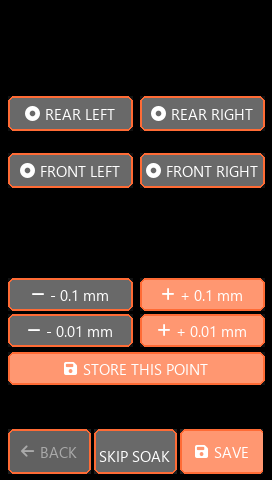 REAR LEFT REAR RIGHT
FRONT LEFT FRONT RIGHT
- 0.1 mm + 0.1 mm
- 0.01 mm + 0.01 mm
STORE THIS POINT
BACK SKIP SOAK SAVE